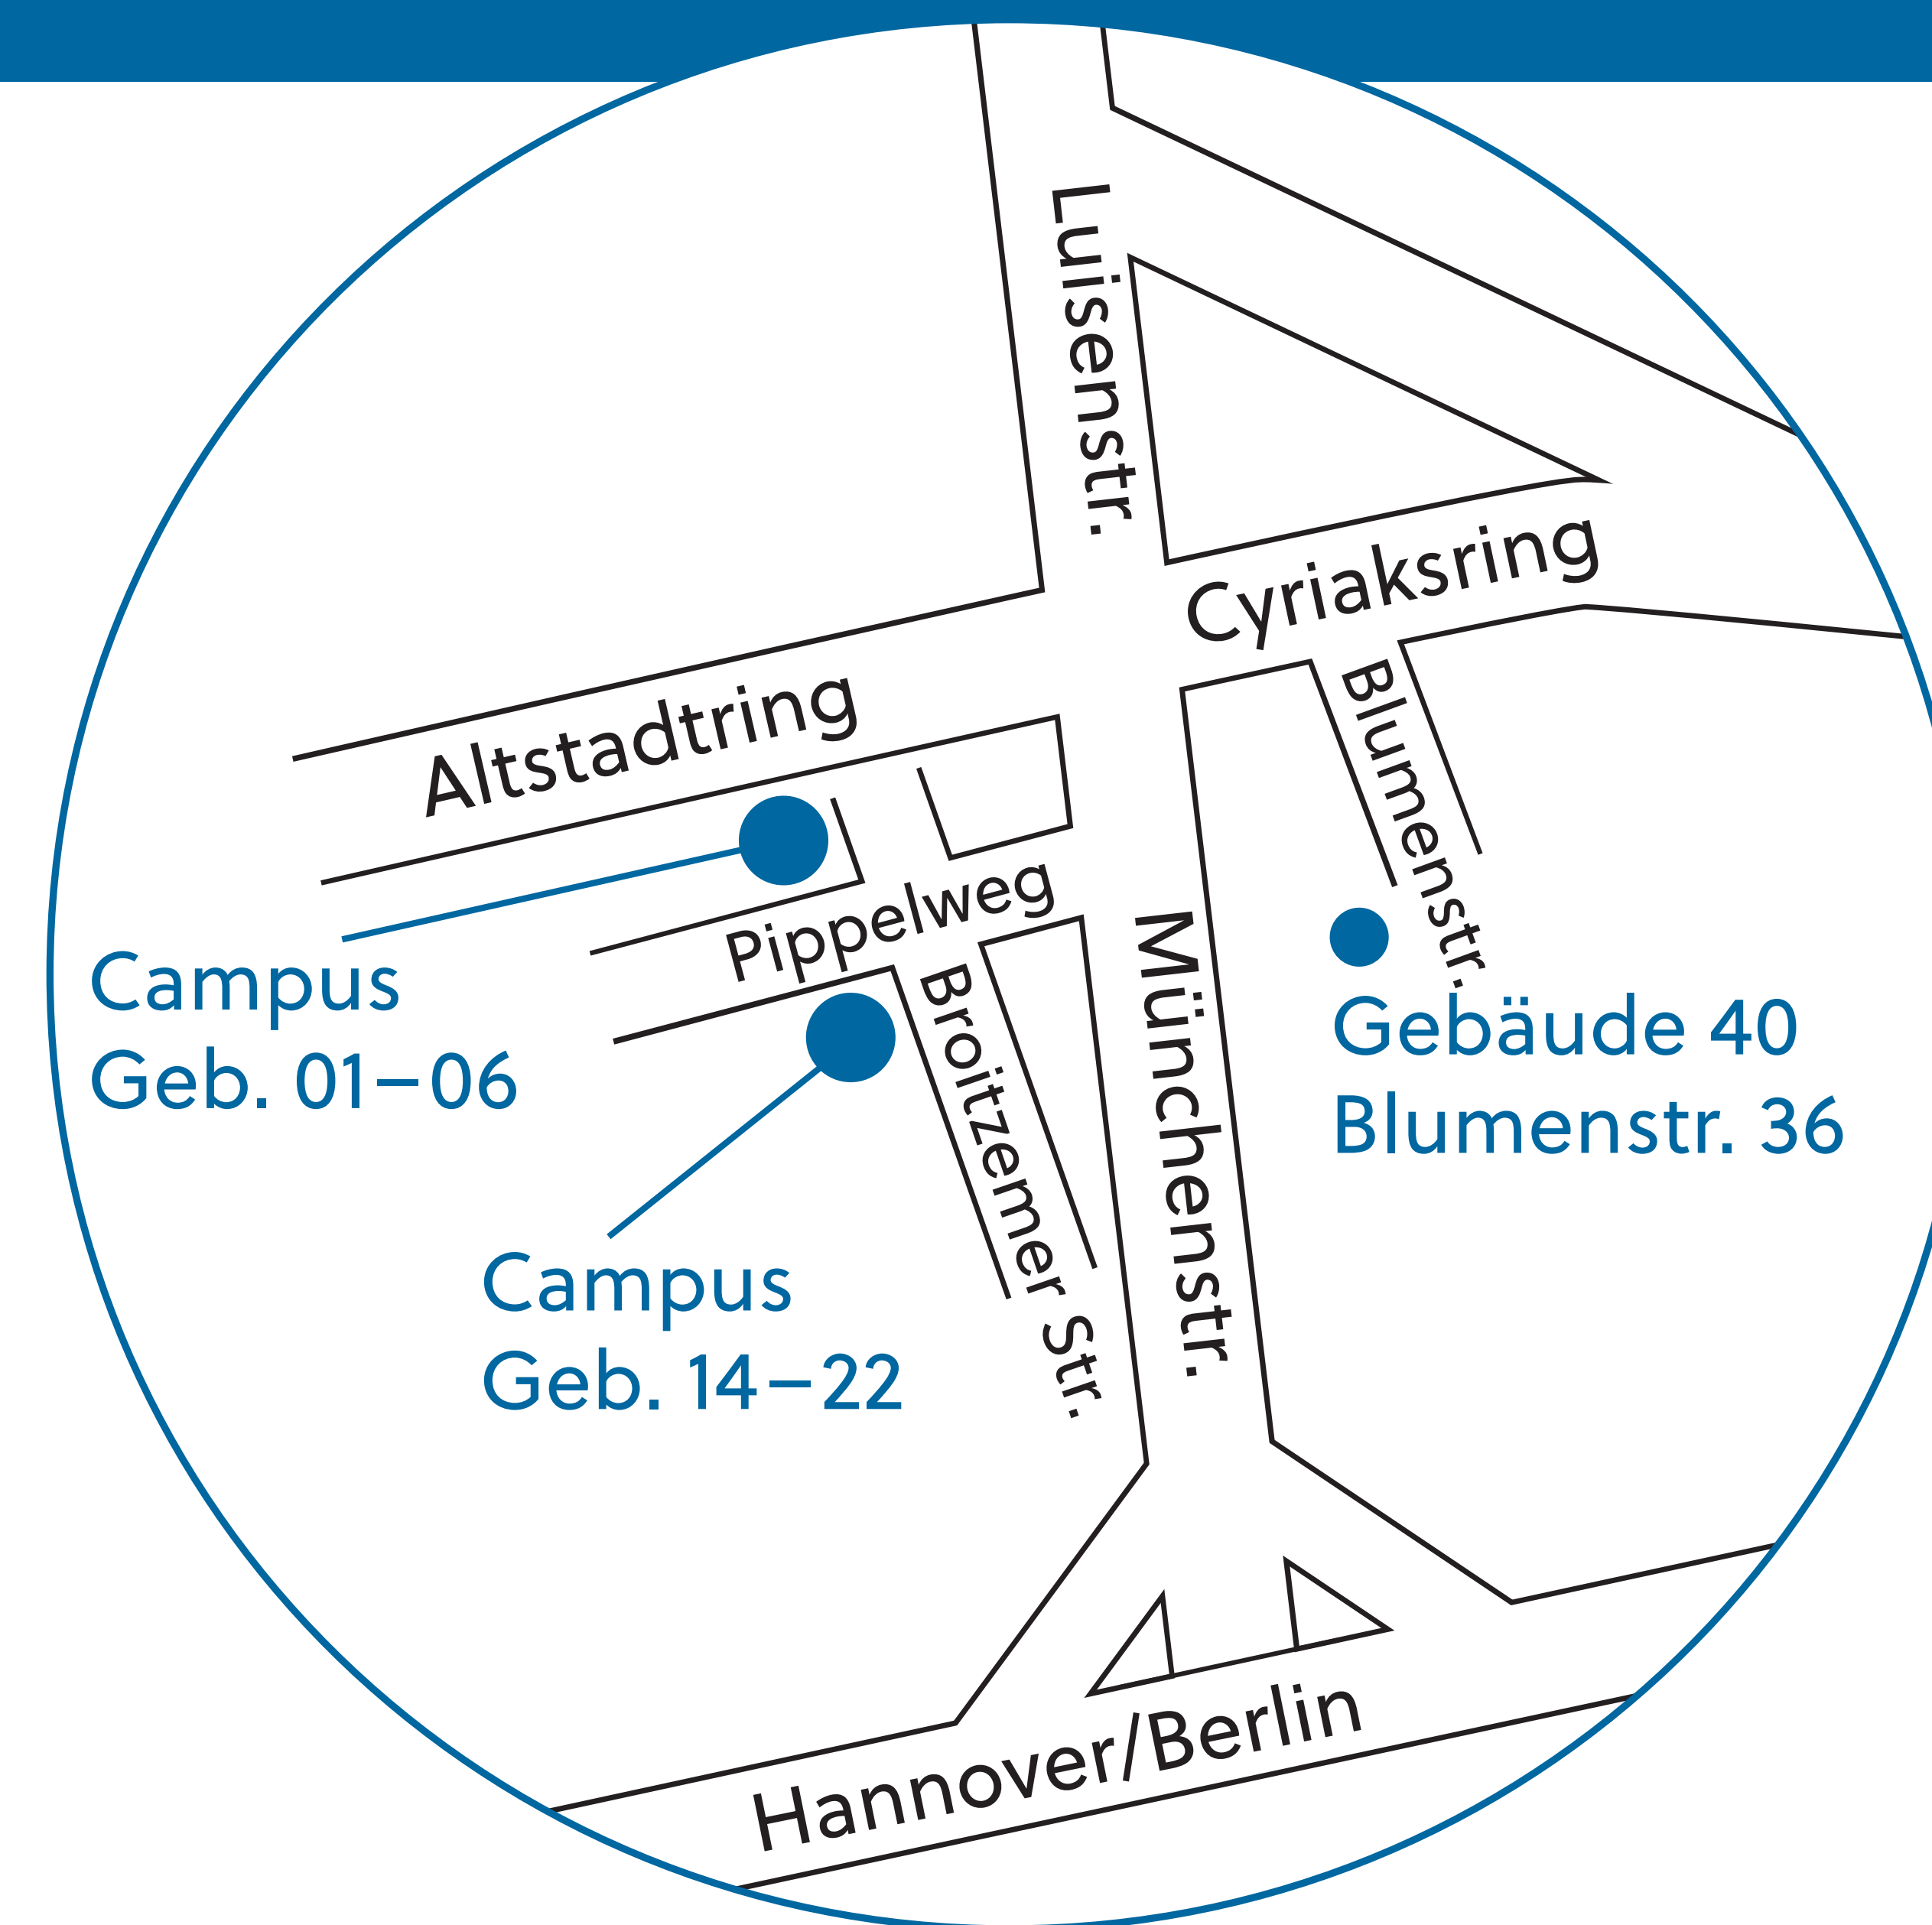 Luisenstr.
Cyriaksring
Altstadtring
Blumenstr.
Pippelweg
Münchenstr.
Broitzemer Str.
Campus
Geb. 01–06
Gebäude 40
Blumenstr. 36
Campus
Geb. 14–22
Hannover/Berlin